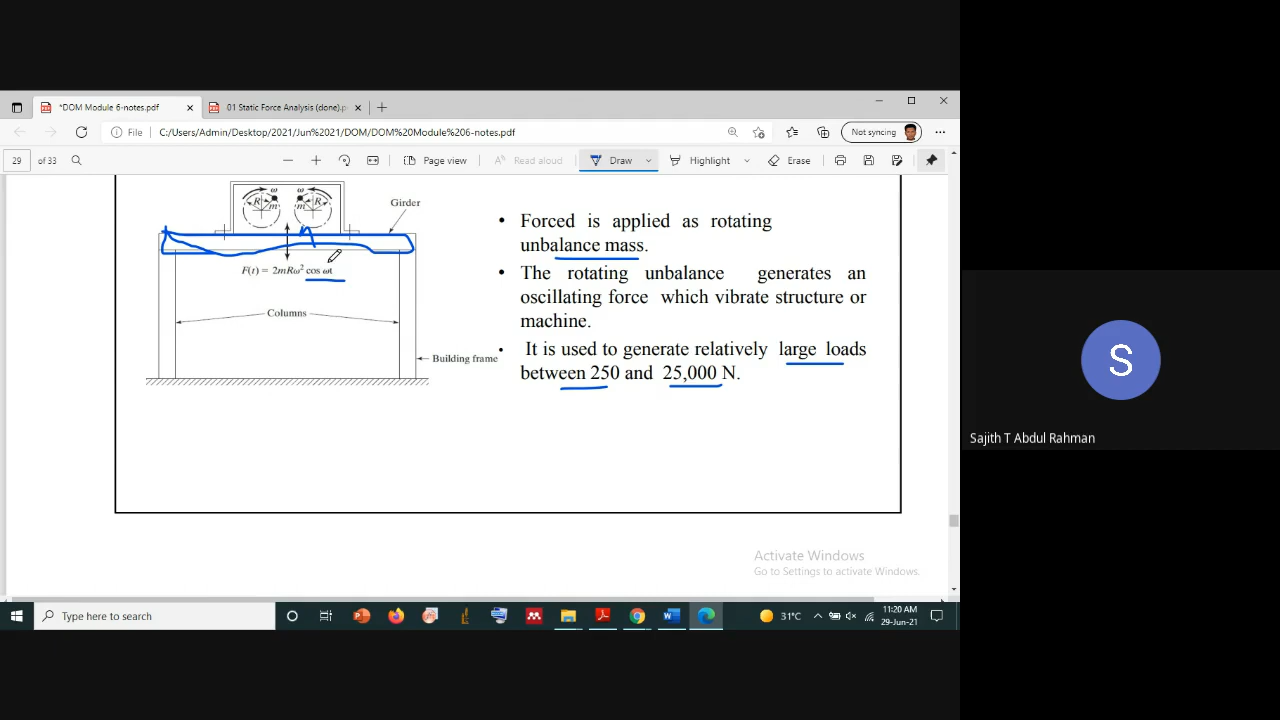 *DOM Module 6-notes.pdf
01 Static Force Analysis (done).p
File
C:/Users/Admin/Desktop/2021/Jun%2021/DOM/DOM%20Module%206-notes.pdf
Not syncing
29 of 33
Page view
Read aloud
Draw
Highlight
Erase
ω ω
R m m R
Girder
F(t) = 2mRω² cos ωt
Columns
Building frame
• Forced is applied as rotating
unbalance mass.
• The rotating unbalance generates an
oscillating force which vibrate structure or
machine.
• It is used to generate relatively large loads
between 250 and 25,000 N.
S
Sajith T Abdul Rahman
Activate Windows
Go to Settings to activate Windows.
Type here to search
31°C
11:20 AM
29-Jun-21